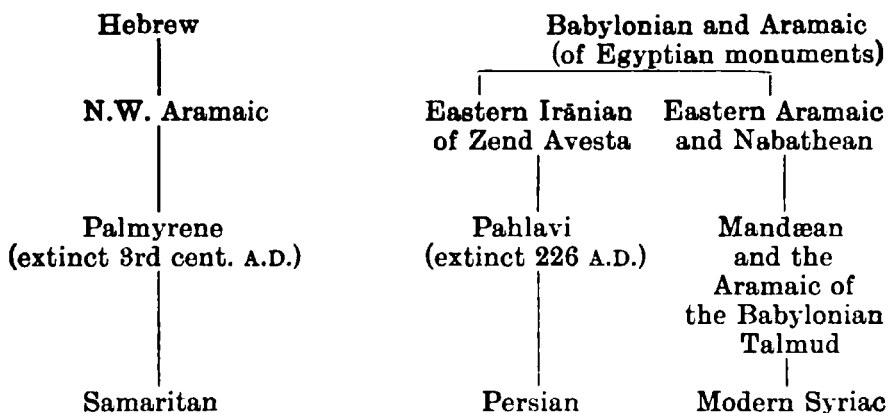 Hebrew
Babylonian and Aramaic
(of Egyptian monuments)
N.W. Aramaic
Eastern Irānian
of Zend Avesta
Eastern Aramaic
and Nabathean
Palmyrene
(extinct 3rd cent. A.D.)
Pahlavi
(extinct 226 A.D.)
Mandæan
and the
Aramaic of
the Babylonian
Talmud
Samaritan
Persian
Modern Syriac